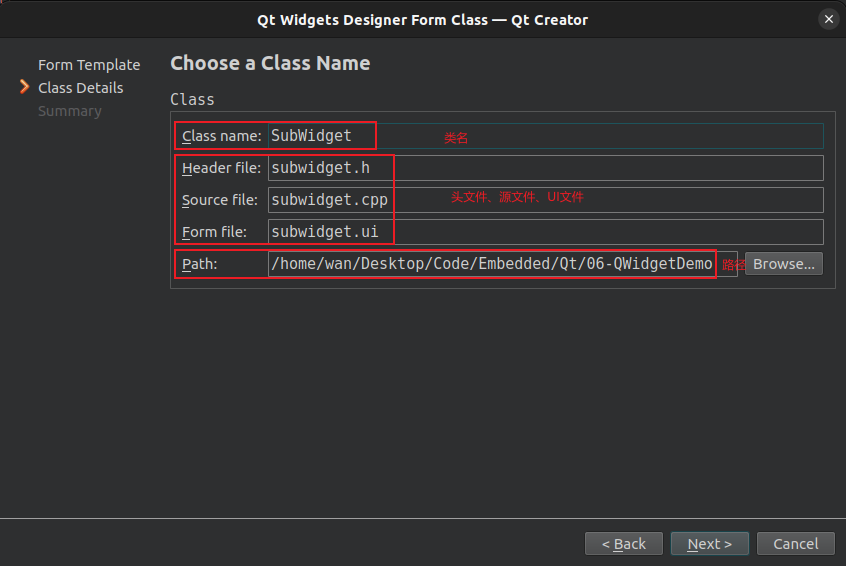 Qt Widgets Designer Form Class — Qt Creator
Form Template
Class Details
Summary
Choose a Class Name
Class
Class name: SubWidget 类名
Header file: subwidget.h
Source file: subwidget.cpp 头文件、源文件、UI文件
Form file: subwidget.ui
Path: /home/wan/Desktop/Code/Embedded/Qt/06-QWidgetDemo 路径 Browse...
< Back Next > Cancel